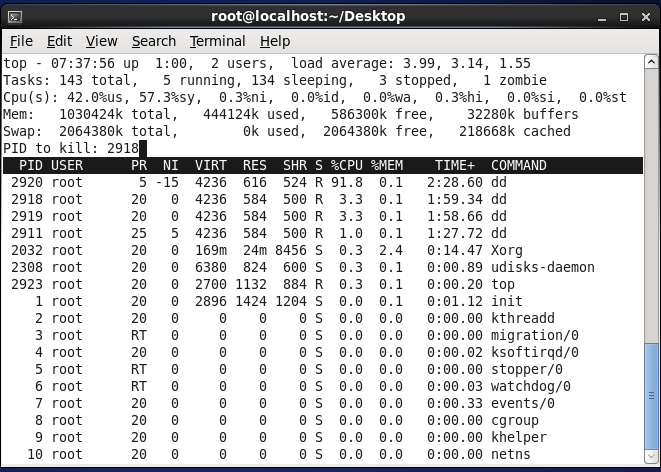 root@localhost:~/Desktop
File Edit View Search Terminal Help
top - 07:37:56 up  1:00,  2 users,  load average: 3.99, 3.14, 1.55
Tasks: 143 total,   5 running, 134 sleeping,   3 stopped,   1 zombie
Cpu(s): 42.0%us, 57.3%sy,  0.3%ni,  0.0%id,  0.0%wa,  0.3%hi,  0.0%si,  0.0%st
Mem:   1030424k total,   444124k used,   586300k free,    32280k buffers
Swap:  2064380k total,        0k used,  2064380k free,   218668k cached
PID to kill: 2918
  PID USER      PR  NI  VIRT  RES  SHR S %CPU %MEM    TIME+  COMMAND
 2920 root       5 -15  4236  616  524 R 91.8  0.1   2:28.60 dd
 2918 root      20   0  4236  584  500 R  3.3  0.1   1:59.34 dd
 2919 root      20   0  4236  584  500 R  3.3  0.1   1:58.66 dd
 2911 root      25   5  4236  584  500 R  1.0  0.1   1:27.72 dd
 2032 root      20   0  169m  24m 8456 S  0.3  2.4   0:14.47 Xorg
 2308 root      20   0  6380  824  600 S  0.3  0.1   0:00.89 udisks-daemon
 2923 root      20   0  2700 1132  884 R  0.3  0.1   0:00.20 top
    1 root      20   0  2896 1424 1204 S  0.0  0.1   0:01.12 init
    2 root      20   0     0    0    0 S  0.0  0.0   0:00.00 kthreadd
    3 root      RT   0     0    0    0 S  0.0  0.0   0:00.00 migration/0
    4 root      20   0     0    0    0 S  0.0  0.0   0:00.02 ksoftirqd/0
    5 root      RT   0     0    0    0 S  0.0  0.0   0:00.00 stopper/0
    6 root      RT   0     0    0    0 S  0.0  0.0   0:00.03 watchdog/0
    7 root      20   0     0    0    0 S  0.0  0.0   0:00.33 events/0
    8 root      20   0     0    0    0 S  0.0  0.0   0:00.00 cgroup
    9 root      20   0     0    0    0 S  0.0  0.0   0:00.00 khelper
   10 root      20   0     0    0    0 S  0.0  0.0   0:00.00 netns